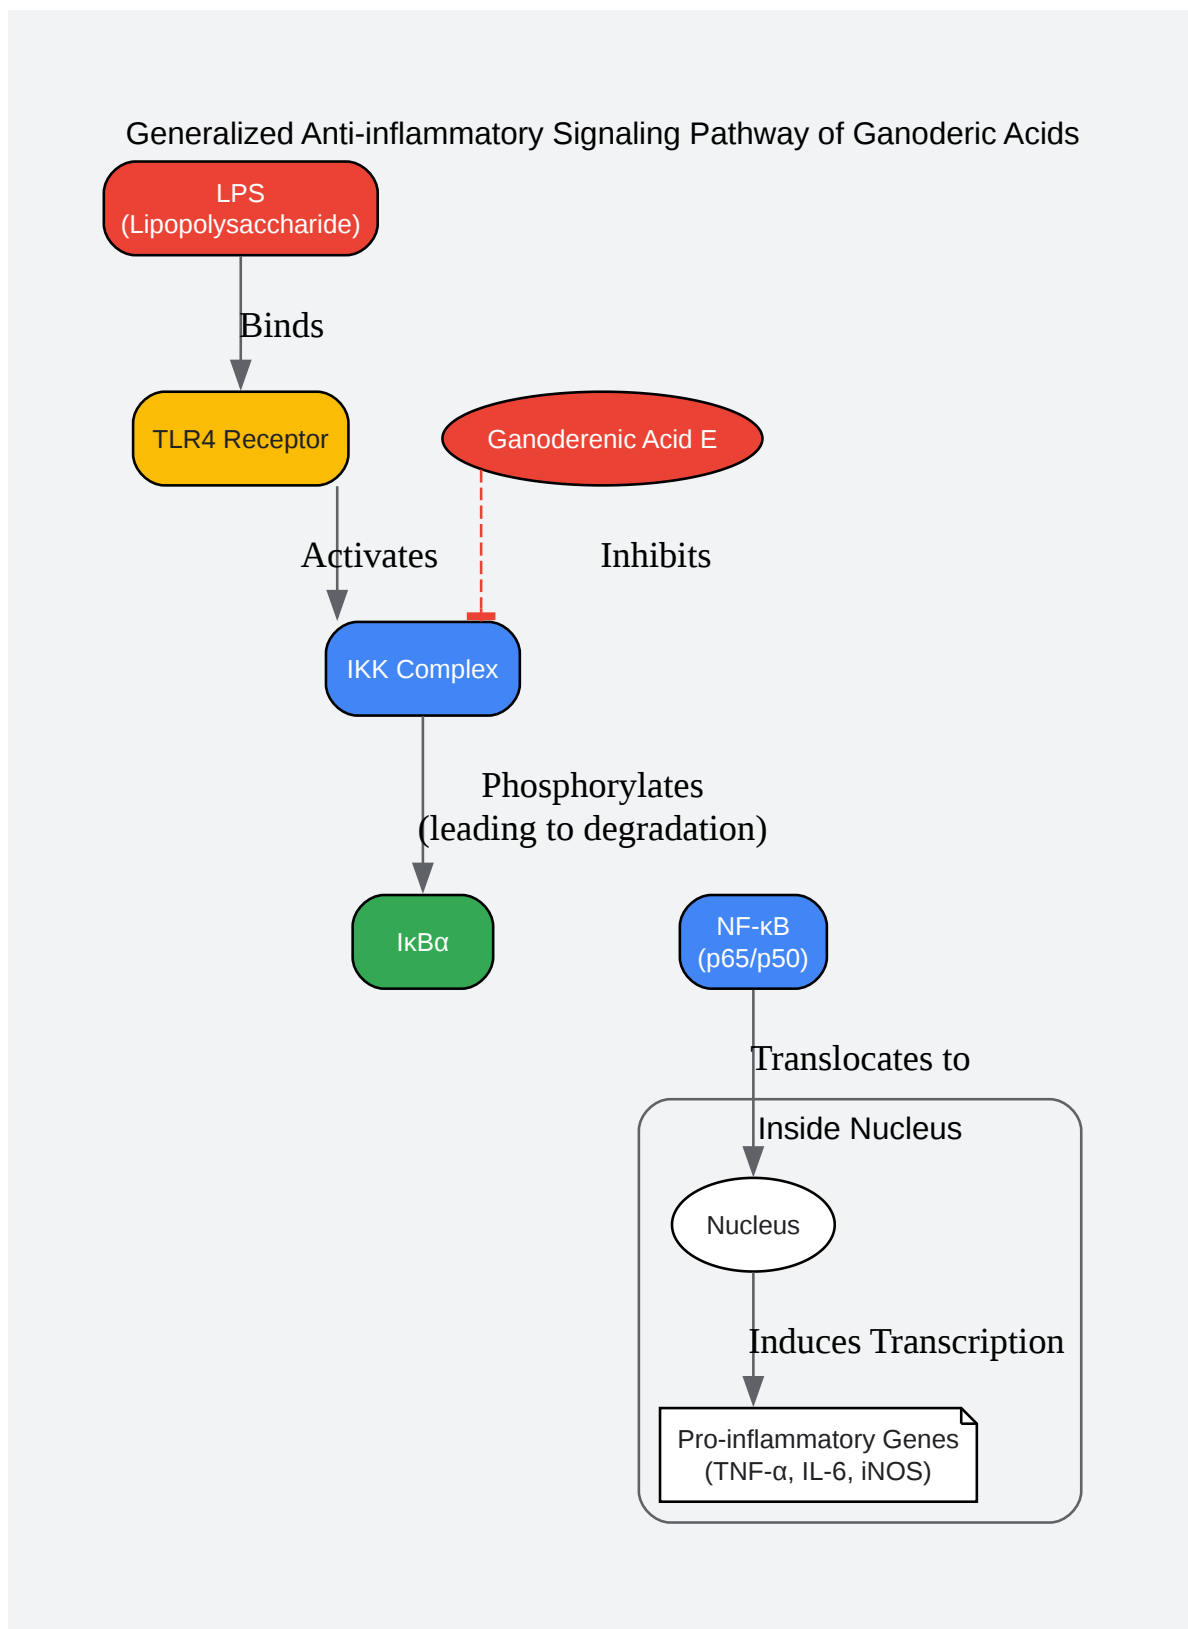 Generalized Anti-inflammatory Signaling Pathway of Ganoderic Acids
LPS
(Lipopolysaccharide)
Binds
TLR4 Receptor
Ganoderenic Acid E
Activates
Inhibits
IKK Complex
Phosphorylates
(leading to degradation)
IκBα
NF-κB
(p65/p50)
Translocates to
Inside Nucleus
Nucleus
Induces Transcription
Pro-inflammatory Genes
(TNF-α, IL-6, iNOS)